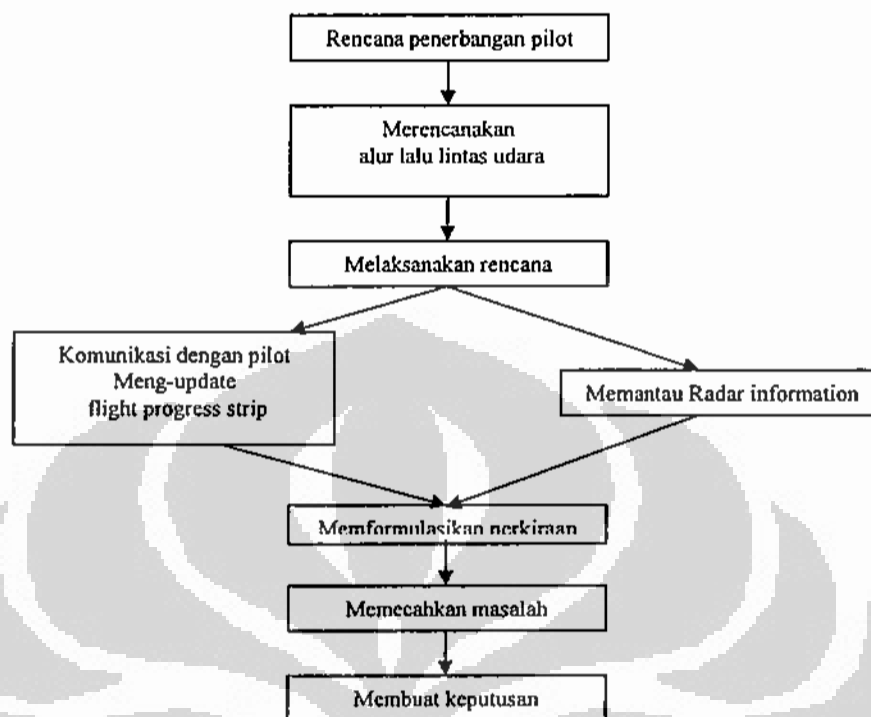 Rencana penerbangan pilot
Merencanakan
alur lalu lintas udara
Melaksanakan rencana
Komunikasi dengan pilot
Meng-update
flight progress strip
Memantau Radar information
Memformulasikan perkiraan
Memecahkan masalah
Membuat keputusan